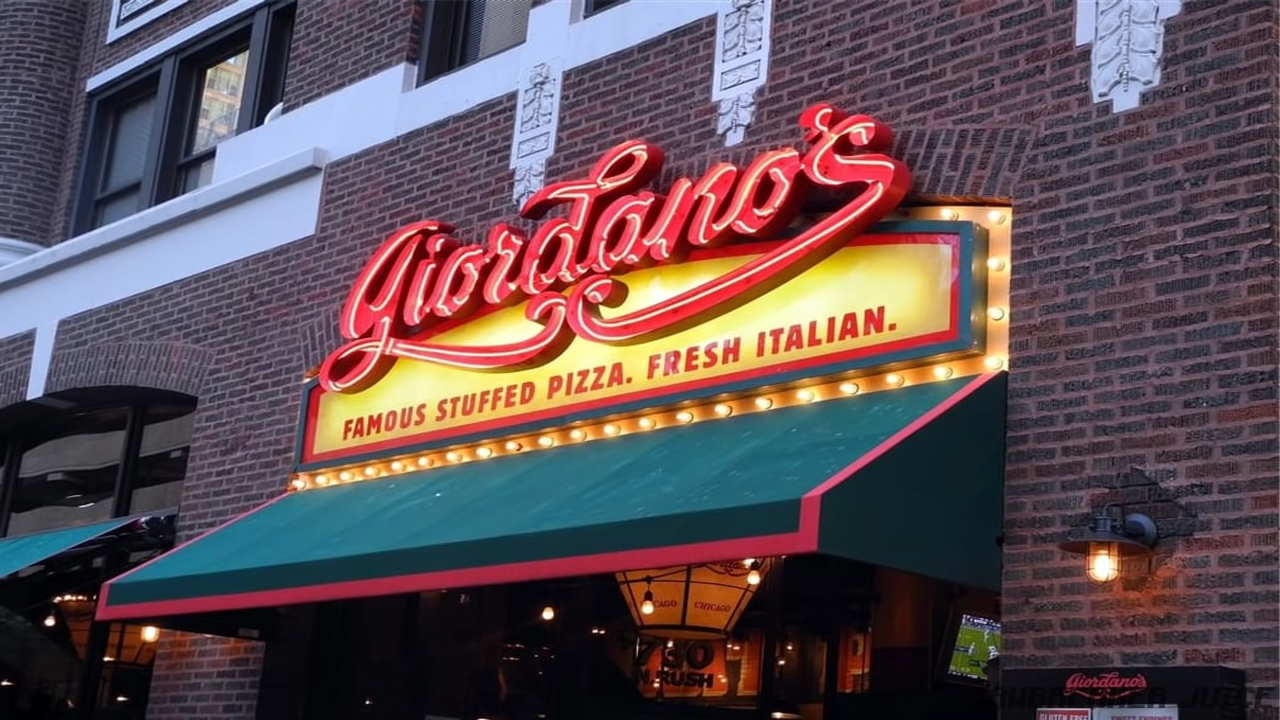 Giordano's
FAMOUS STUFFED PIZZA. FRESH ITALIAN.
CHICAGO
730
N. RUSH
Giordano's
GLUTEN FREE